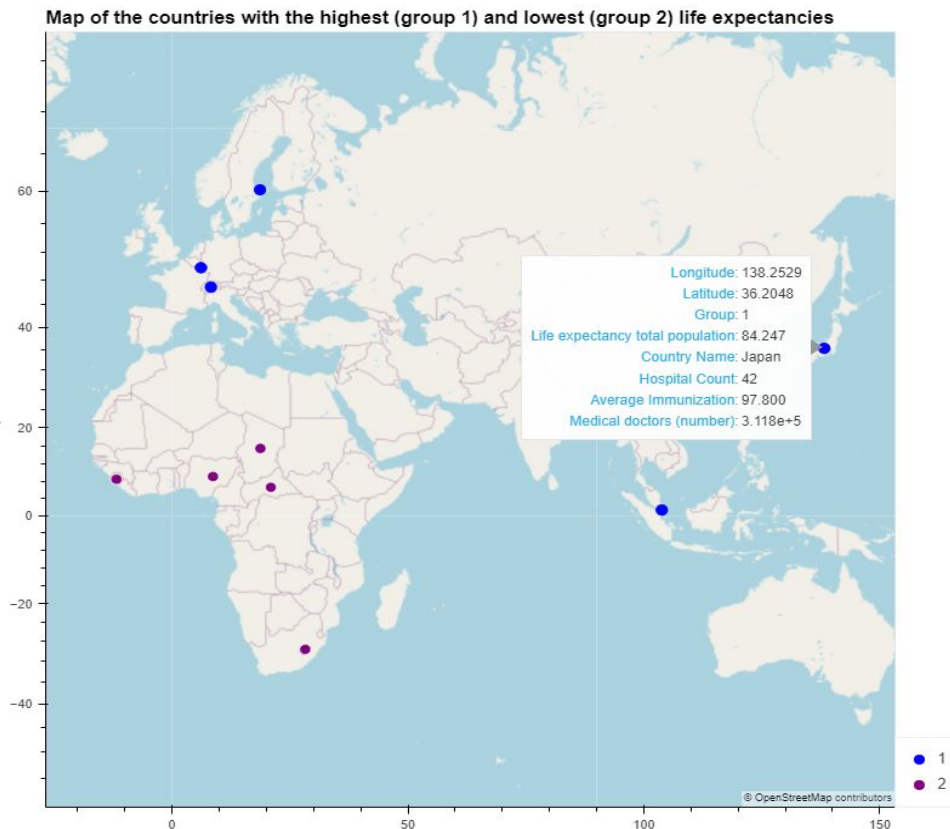 Map of the countries with the highest (group 1) and lowest (group 2) life expectancies
60
40
20
0
−20
−40
Longitude: 138.2529
Latitude: 36.2048
Group: 1
Life expectancy total population: 84.247
Country Name: Japan
Hospital Count: 42
Average Immunization: 97.800
Medical doctors (number): 3.118e+5
1
2
© OpenStreetMap contributors
0
50
100
150